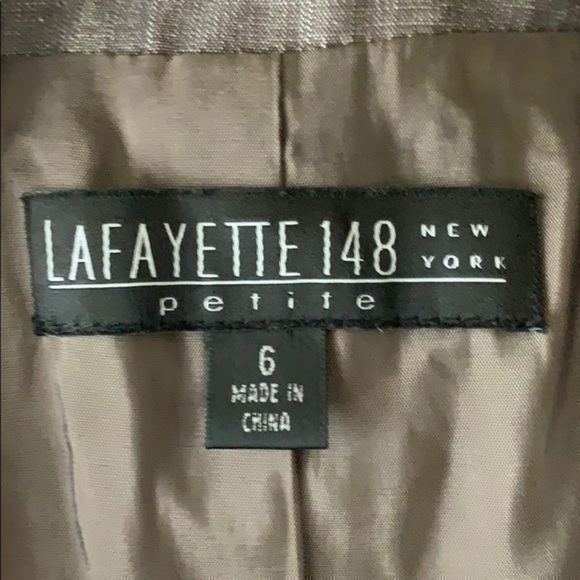 LAFAYETTE 148 NEW YORK
petite
6
MADE IN
CHINA